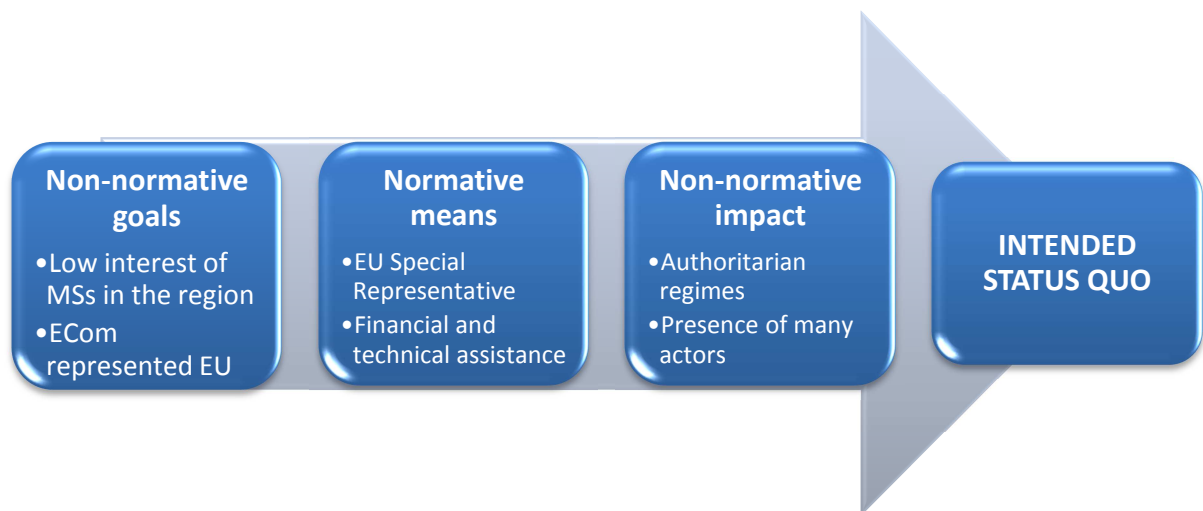 Non-normative
goals
•Low interest of
MSs in the region
•ECom
represented EU
Normative
means
•EU Special
Representative
•Financial and
technical assistance
Non-normative
impact
•Authoritarian
regimes
•Presence of many
actors
INTENDED
STATUS QUO